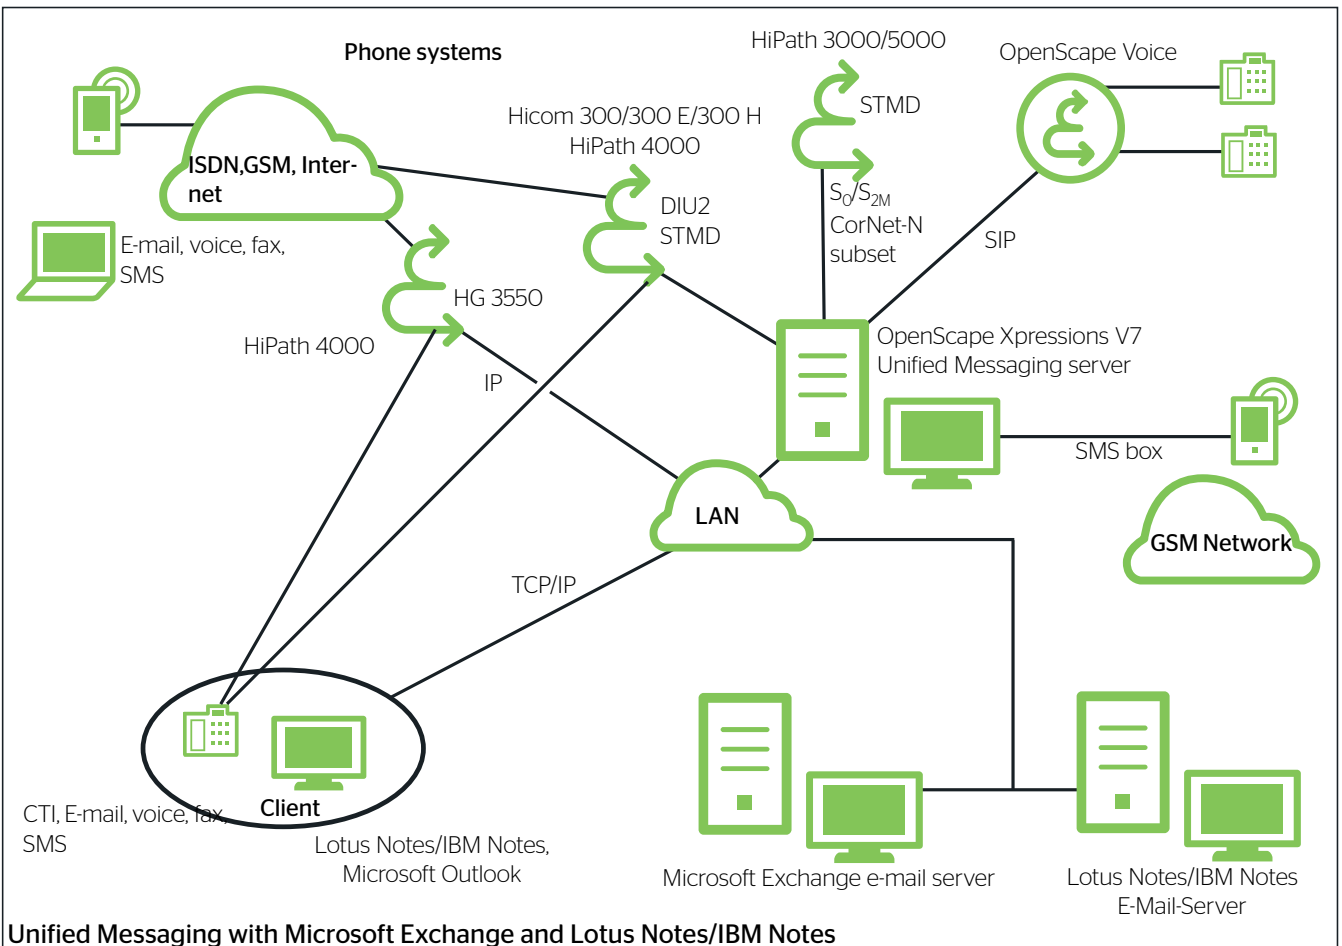 Phone systems
HiPath 3000/5000
OpenScape Voice
STMD
Hicom 300/300 E/300 H
HiPath 4000
ISDN,GSM, Inter-
net
DIU2
STMD
S0/S2M
CorNet-N
subset
SIP
E-mail, voice, fax,
SMS
HG 3550
HiPath 4000
IP
OpenScape Xpressions V7
Unified Messaging server
SMS box
LAN
GSM Network
TCP/IP
Client
CTI, E-mail, voice, fax,
SMS
Lotus Notes/IBM Notes,
Microsoft Outlook
Microsoft Exchange e-mail server
Lotus Notes/IBM Notes
E-Mail-Server
Unified Messaging with Microsoft Exchange and Lotus Notes/IBM Notes